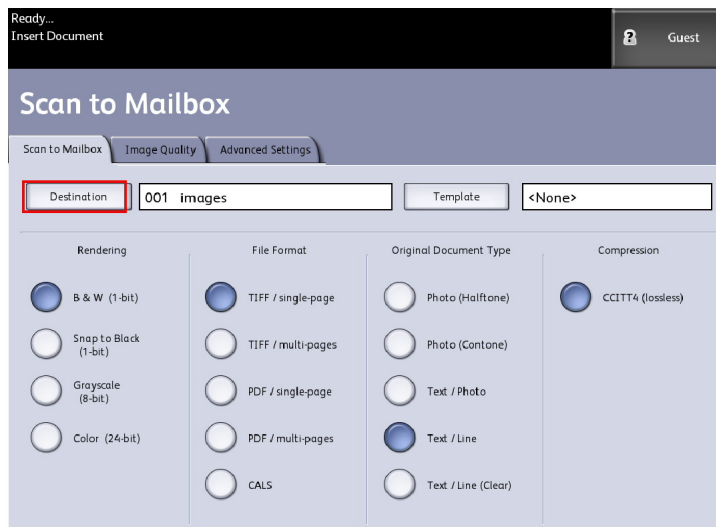 Ready...
Insert Document
Guest
Scan to Mailbox
Scan to Mailbox
Image Quality
Advanced Settings
Destination
001 images
Template
<None>
Rendering
B & W (1-bit)
Snap to Black
(1-bit)
Grayscale
(8-bit)
Color (24-bit)
File Format
TIFF / single-page
TIFF / multi-pages
PDF / single-page
PDF / multi-pages
CALS
Original Document Type
Photo (Halftone)
Photo (Contone)
Text / Photo
Text / Line
Text / Line (Clear)
Compression
CCITT4 (lossless)